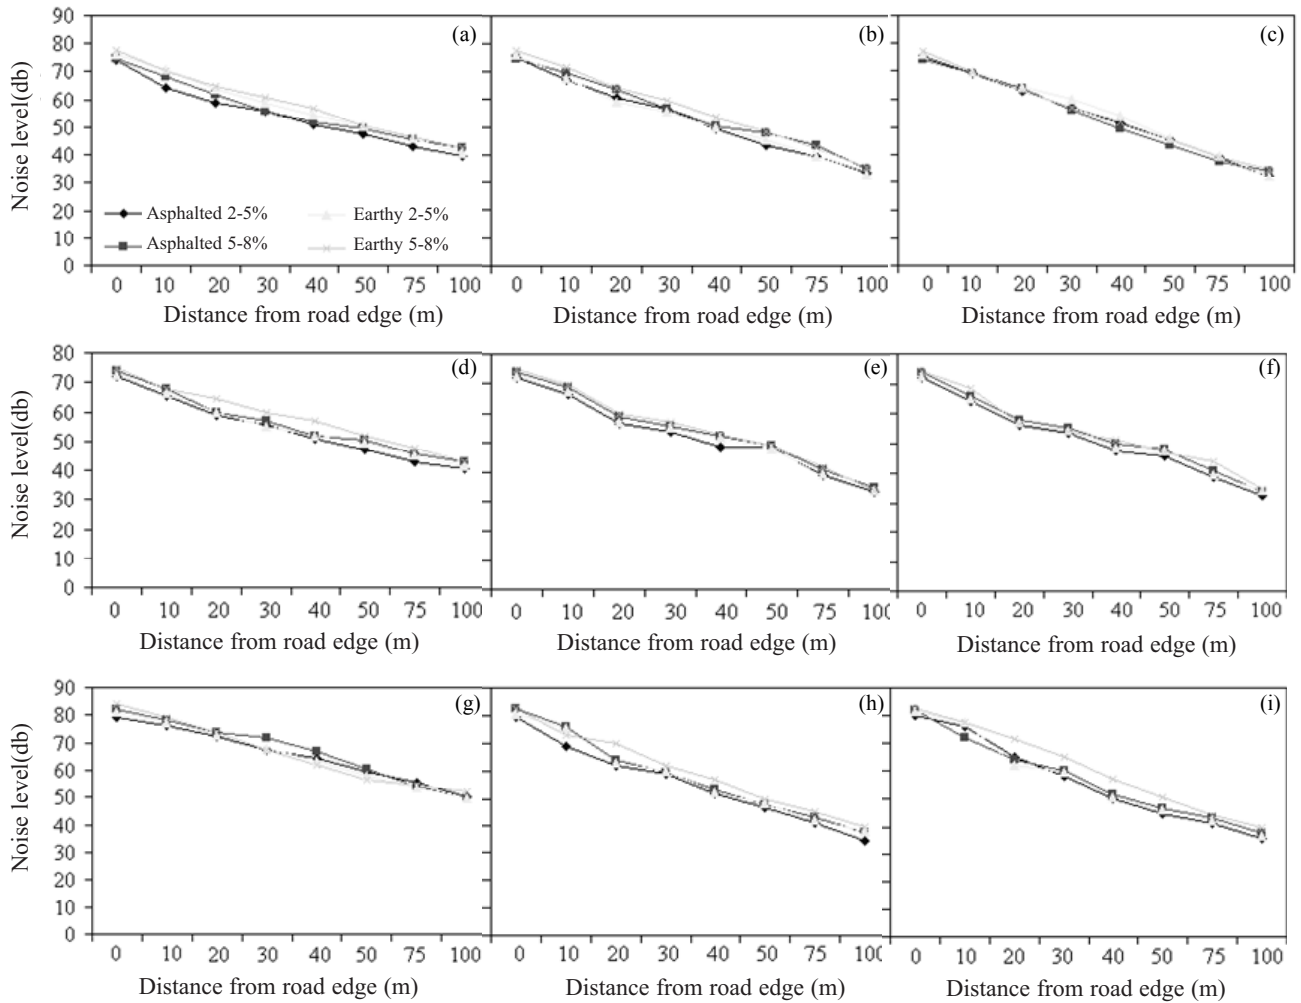 90
80
70
60
50
40
30
20
10
0
Noise level(db)
(a)
(b)
(c)
Asphalted 2-5%
Earthy 2-5%
Asphalted 5-8%
Earthy 5-8%
0 10 20 30 40 50 75 100
0 10 20 30 40 50 75 100
0 10 20 30 40 50 75 100
Distance from road edge (m)
Distance from road edge (m)
Distance from road edge (m)
80
70
60
50
40
30
20
10
0
Noise level(db)
(d)
(e)
(f)
0 10 20 30 40 50 75 100
0 10 20 30 40 50 75 100
0 10 20 30 40 50 75 100
Distance from road edge (m)
Distance from road edge (m)
Distance from road edge (m)
90
80
70
60
50
40
30
20
10
0
Noise level(db)
(g)
(h)
(i)
0 10 20 30 40 50 75 100
0 10 20 30 40 50 75 100
0 10 20 30 40 50 75 100
Distance from road edge (m)
Distance from road edge (m)
Distance from road edge (m)